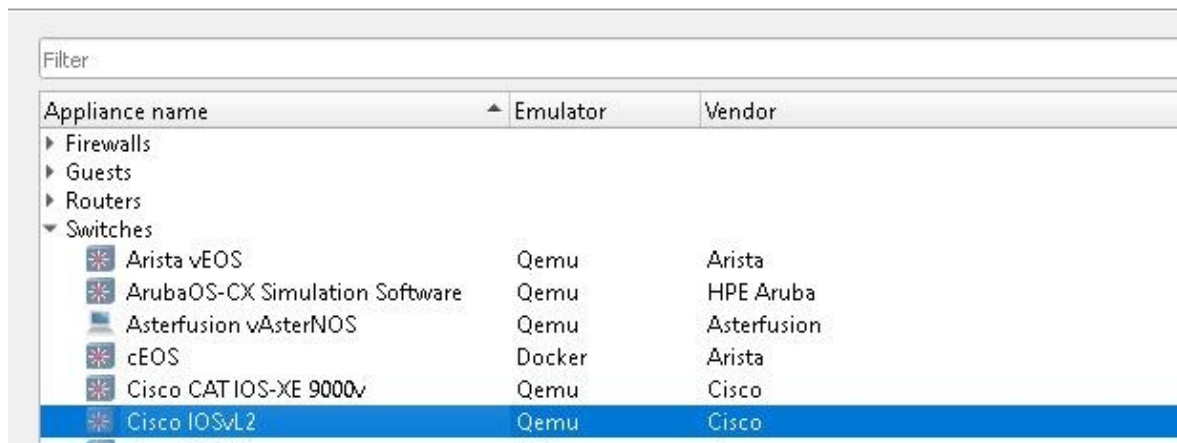 Filter
Appliance name Emulator Vendor
Firewalls
Guests
Routers
Switches
Arista vEOS Qemu Arista
ArubaOS-CX Simulation Software Qemu HPE Aruba
Asterfusion vAsterNOS Qemu Asterfusion
cEOS Docker Arista
Cisco CAT IOS-XE 9000v Qemu Cisco
Cisco IOSvL2 Qemu Cisco